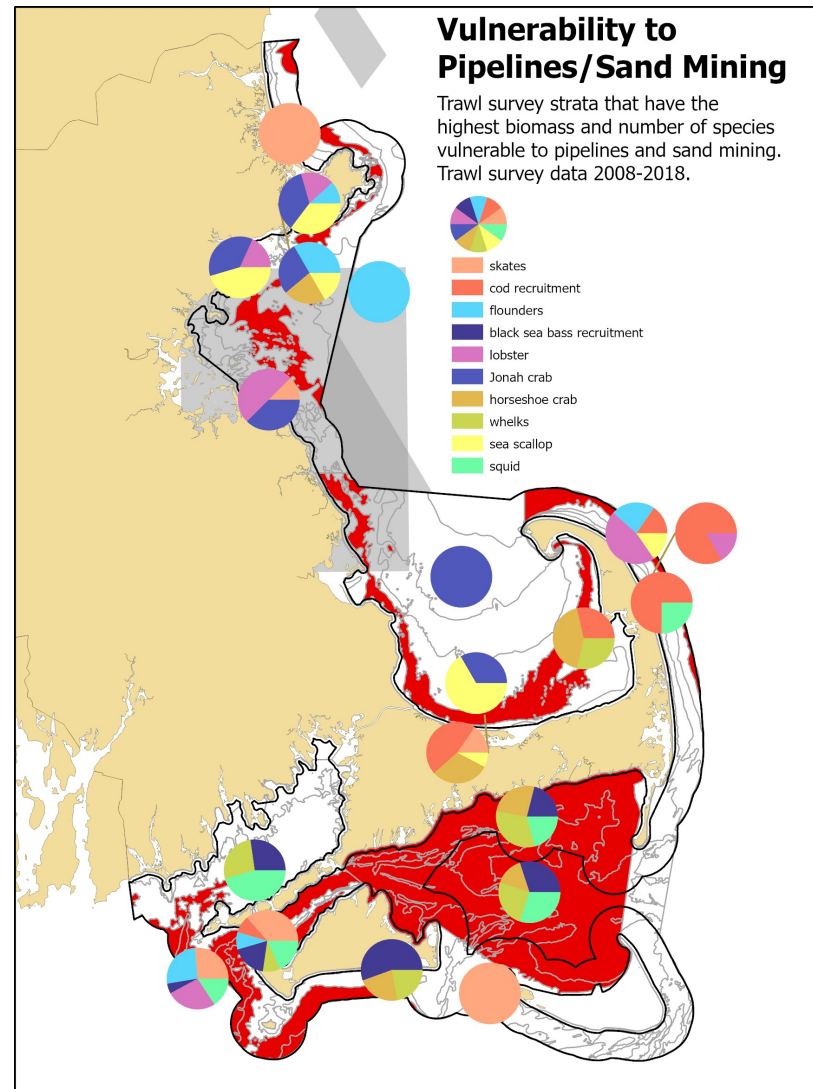 Vulnerability to
Pipelines/Sand Mining
Trawl survey strata that have the
highest biomass and number of species
vulnerable to pipelines and sand mining.
Trawl survey data 2008-2018.
skates
cod recruitment
flounders
black sea bass recruitment
lobster
Jonah crab
horseshoe crab
whelks
sea scallop
squid